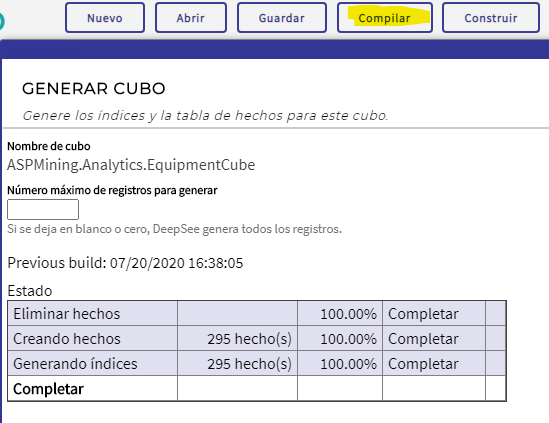 Nuevo Abrir Guardar Compilar Construir
GENERAR CUBO
Genere los índices y la tabla de hechos para este cubo.
Nombre de cubo
ASPMining.Analytics.EquipmentCube
Número máximo de registros para generar
Si se deja en blanco o cero, DeepSee genera todos los registros.
Previous build: 07/20/2020 16:38:05
Estado
Eliminar hechos 100.00% Completar
Creando hechos 295 hecho(s) 100.00% Completar
Generando índices 295 hecho(s) 100.00% Completar
Completar